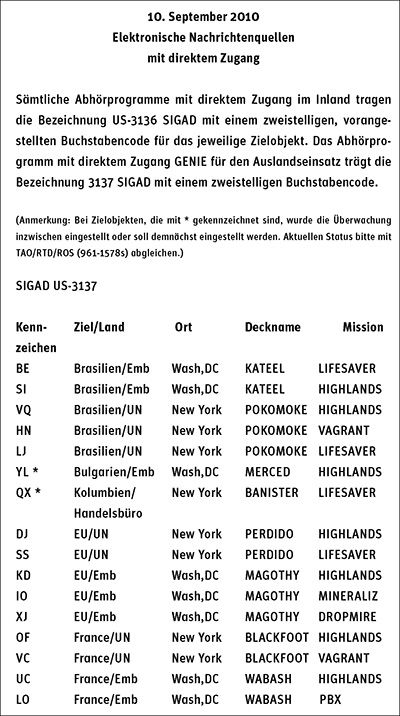 10. September 2010
Elektronische Nachrichtenquellen
mit direktem Zugang
Sämtliche Abhörprogramme mit direktem Zugang im Inland tragen
die Bezeichnung US-3136 SIGAD mit einem zweistelligen, vorange-
stellten Buchstabencode für das jeweilige Zielobjekt. Das Abhörpro-
gramm mit direktem Zugang GENIE für den Auslandseinsatz trägt die
Bezeichnung 3137 SIGAD mit einem zweistelligen Buchstabencode.
(Anmerkung: Bei Zielobjekten, die mit * gekennzeichnet sind, wurde die Überwachung
inzwischen eingestellt oder soll demnächst eingestellt werden. Aktuellen Status bitte mit
TAO/RTD/ROS (961-1578s) abgleichen.)
SIGAD US-3137
Kenn- Ziel/Land Ort Deckname Mission
zeichen
BE Brasilien/Emb Wash,DC KATEEL LIFESAVER
SI Brasilien/Emb Wash,DC KATEEL HIGHLANDS
VQ Brasilien/UN New York POKOMOKE HIGHLANDS
HN Brasilien/UN New York POKOMOKE VAGRANT
LJ Brasilien/UN New York POKOMOKE LIFESAVER
YL * Bulgarien/Emb Wash,DC MERCED HIGHLANDS
QX * Kolumbien/ New York BANISTER LIFESAVER
Handelsbüro
DJ EU/UN New York PERDIDO HIGHLANDS
SS EU/UN New York PERDIDO LIFESAVER
KD EU/Emb Wash,DC MAGOTHY HIGHLANDS
IO EU/Emb Wash,DC MAGOTHY MINERALIZ
XJ EU/Emb Wash,DC MAGOTHY DROPMIRE
OF France/UN New York BLACKFOOT HIGHLANDS
VC France/UN New York BLACKFOOT VAGRANT
UC France/Emb Wash,DC WABASH HIGHLANDS
LO France/Emb Wash,DC WABASH PBX